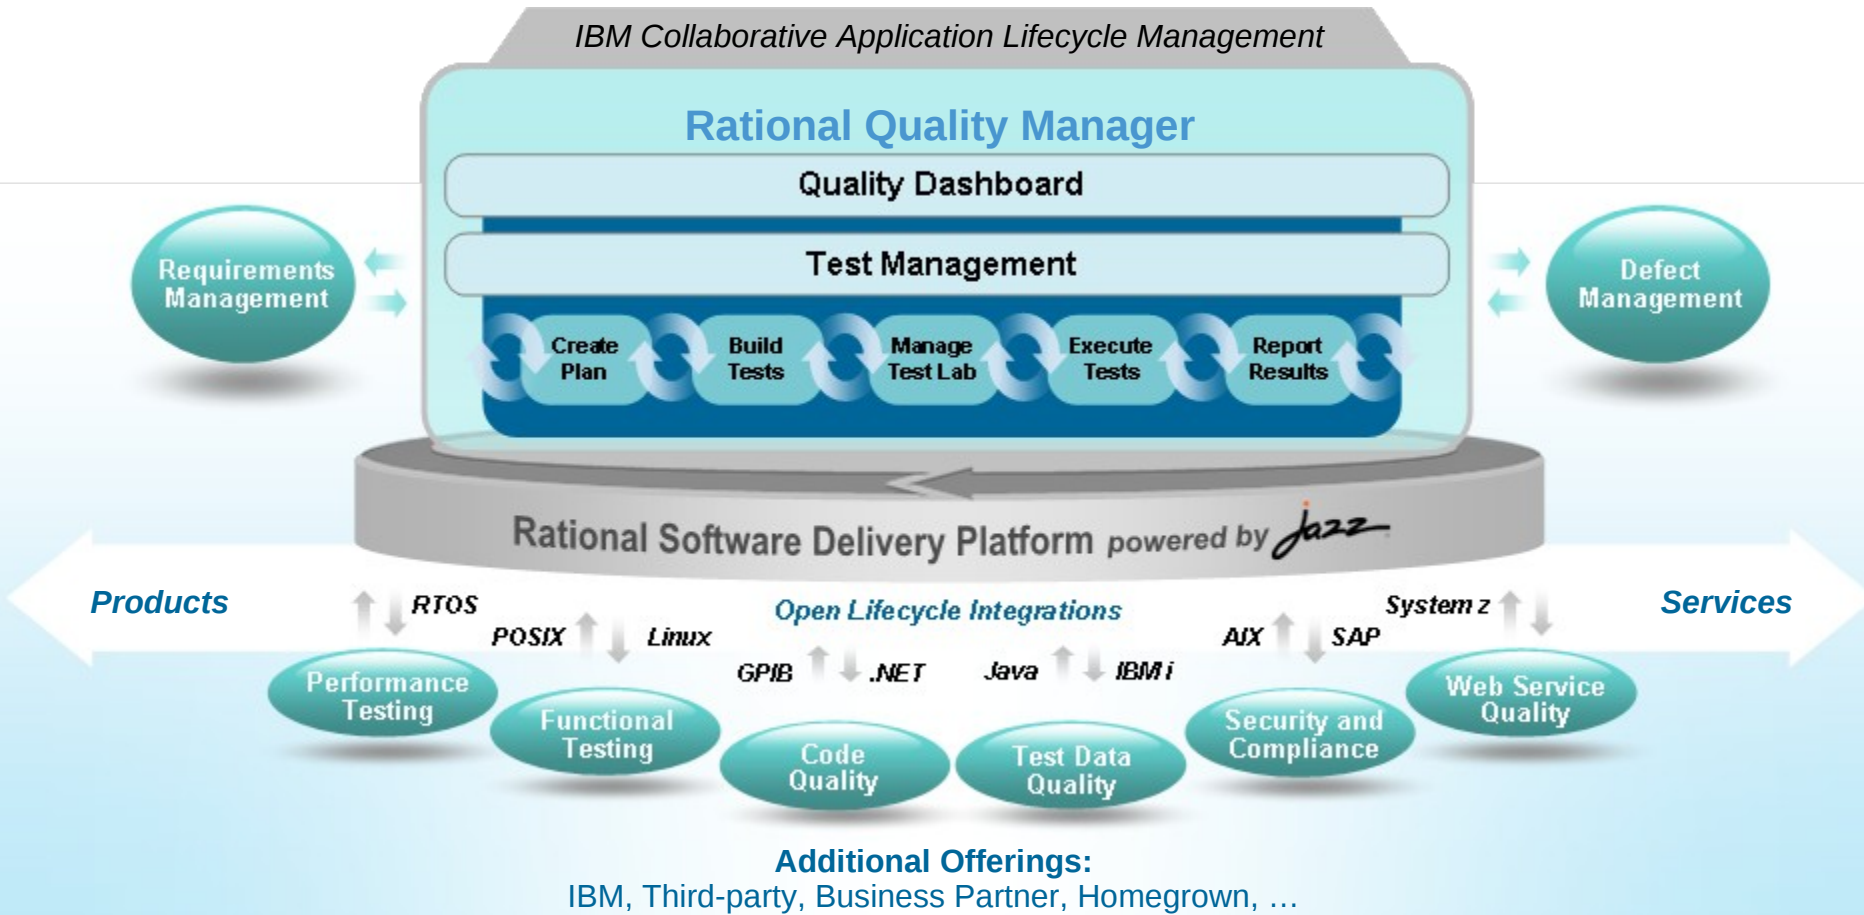 IBM Collaborative Application Lifecycle Management
Rational Quality Manager
Quality Dashboard
Test Management
Requirements
Management
Defect
Management
Create
Plan
Build
Tests
Manage
Test Lab
Execute
Tests
Report
Results
Rational Software Delivery Platform powered by jazz
Products
Services
Open Lifecycle Integrations
RTOS
POSIX
Linux
GPIB
.NET
Java
IBM i
AIX
SAP
System z
Performance
Testing
Functional
Testing
Code
Quality
Test Data
Quality
Security and
Compliance
Web Service
Quality
Additional Offerings:
IBM, Third-party, Business Partner, Homegrown, …